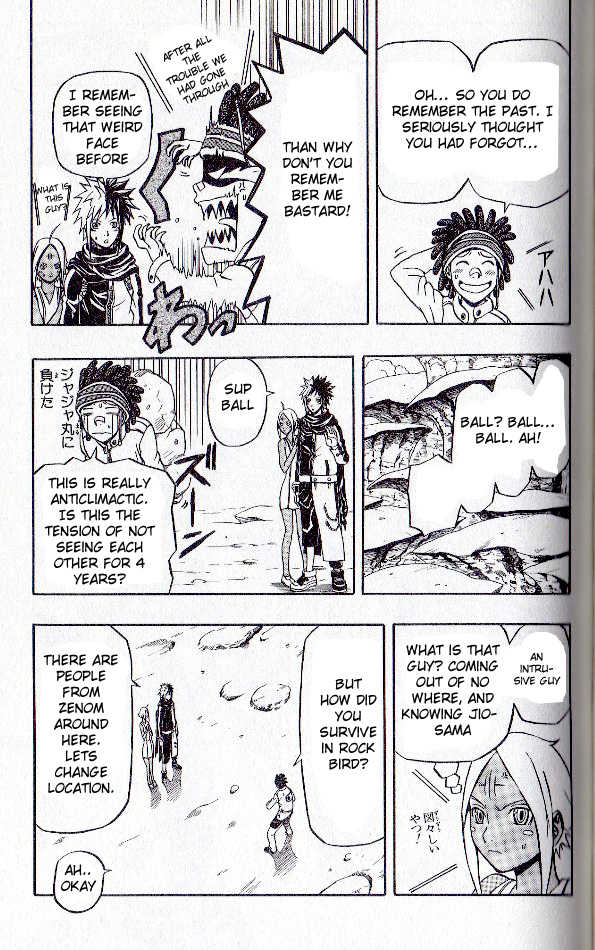 OH... SO YOU DO
REMEMBER THE PAST. I
SERIOUSLY THOUGHT
YOU HAD FORGOT...
アハハ
THAN WHY
DON'T YOU
REMEM-
BER ME
BASTARD!
AFTER ALL
THE
TROUBLE WE
HAD GONE
THROUGH
わっ
I REMEM-
BER SEEING
THAT WEIRD
FACE
BEFORE
WHAT IS
THIS
GUY?
BALL? BALL...
BALL. AH!
SUP
BALL
ズーン
ジャジャ丸に
負けた
THIS IS REALLY
ANTICLIMACTIC.
IS THIS THE
TENSION OF NOT
SEEING EACH
OTHER FOR 4
YEARS?
AN
INTRU-
SIVE GUY
WHAT IS THAT
GUY? COMING
OUT OF NO
WHERE, AND
KNOWING JIO-
SAMA
図々しい
やつ!
BUT
HOW DID
YOU
SURVIVE
IN ROCK
BIRD?
THERE ARE
PEOPLE
FROM
ZENOM
AROUND
HERE.
LETS
CHANGE
LOCATION.
AH..
OKAY